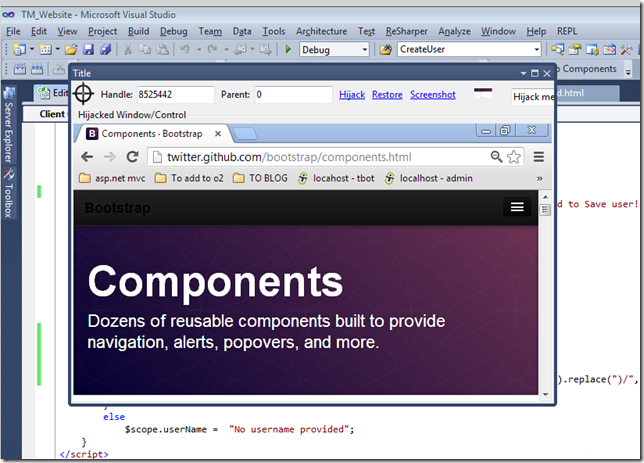 TM_Website - Microsoft Visual Studio
File Edit View Project Build Debug Team Data Tools Architecture Test ReSharper Analyze Window Help REPL
Debug CreateUser
Components
Title
Handle: 8525442 Parent: 0 Hijack Restore Screenshot Hijack me
Hijacked Window/Control
Edit
d.html
Client
Server Explorer
Toolbox
Components · Bootstrap
twitter.github.com/bootstrap/components.html
asp.net mvc To add to o2 TO BLOG locahost - tbot localhost - admin »
Bootstrap
d to Save user!
Components
Dozens of reusable components built to provide
navigation, alerts, popovers, and more.
).replace(")/",
}
else
$scope.userName = "No username provided";
}
</script>